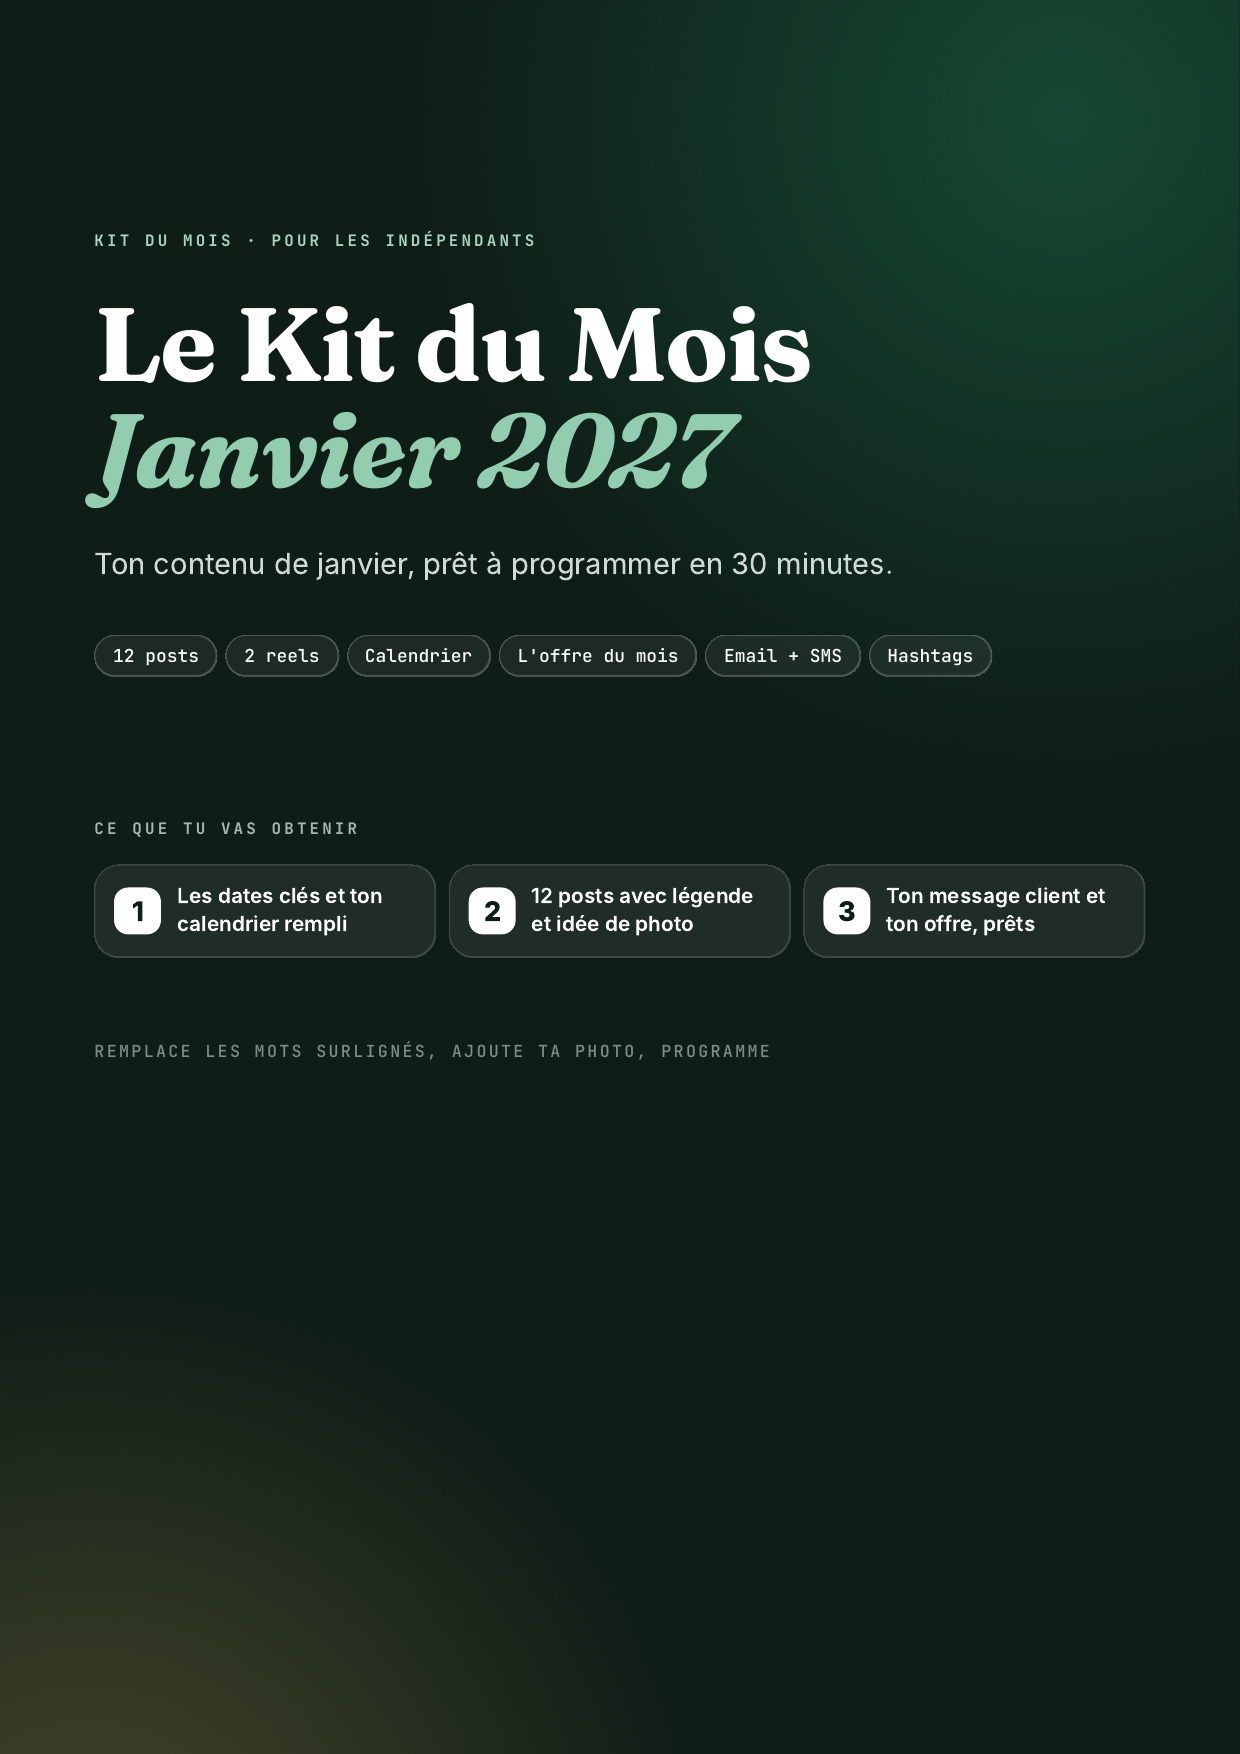 KIT DU MOIS · POUR LES INDÉPENDANTS
Le Kit du Mois
Janvier 2027
Ton contenu de janvier, prêt à programmer en 30 minutes.
12 posts
2 reels
Calendrier
L'offre du mois
Email + SMS
Hashtags
CE QUE TU VAS OBTENIR
1
Les dates clés et ton
calendrier rempli
2
12 posts avec légende
et idée de photo
3
Ton message client et
ton offre, prêts
REMPLACE LES MOTS SURLIGNÉS, AJOUTE TA PHOTO, PROGRAMME